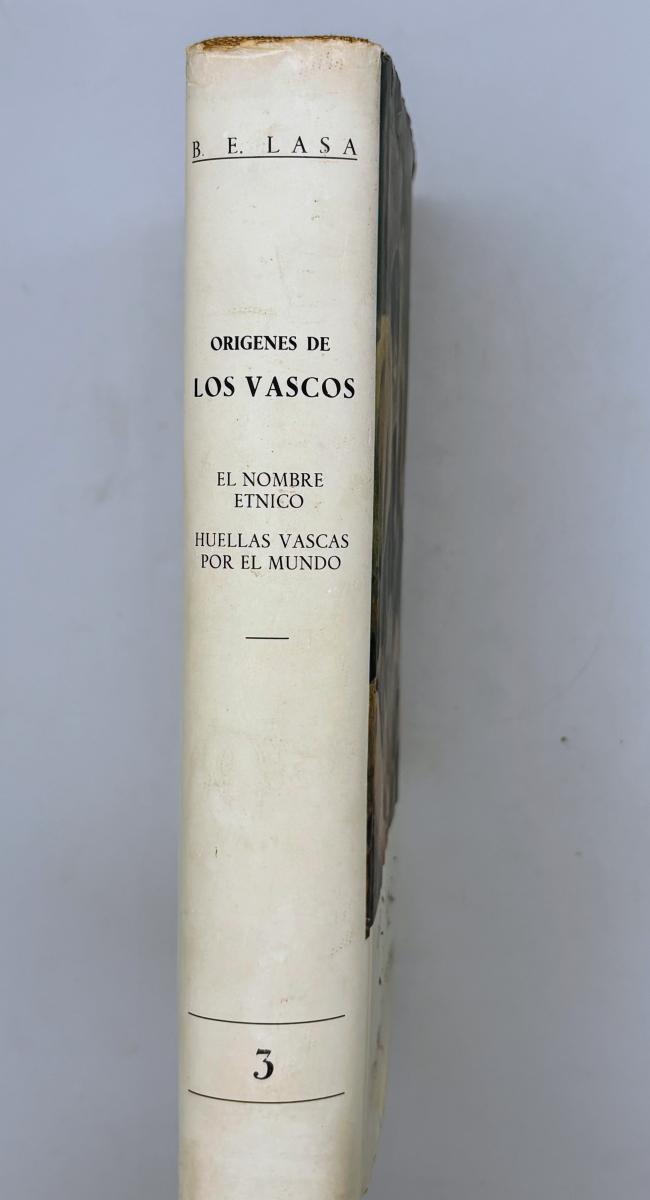 B. E. LASA
ORIGENES DE
LOS VASCOS
EL NOMBRE
ETNICO
HUELLAS VASCAS
POR EL MUNDO
3